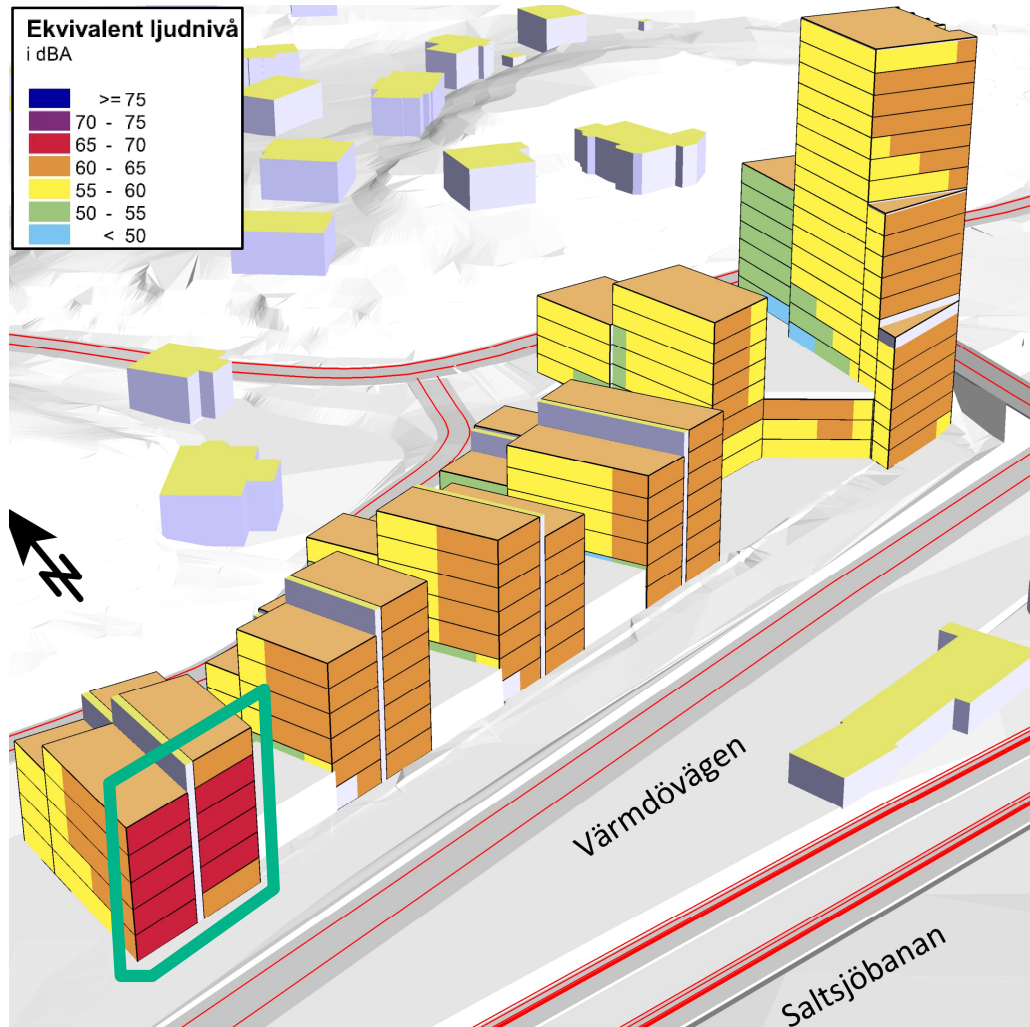 Ekvivalent ljudnivå
i dBA
>= 75
70 - 75
65 - 70
60 - 65
55 - 60
50 - 55
< 50
N
Värmdövägen
Saltsjöbanan